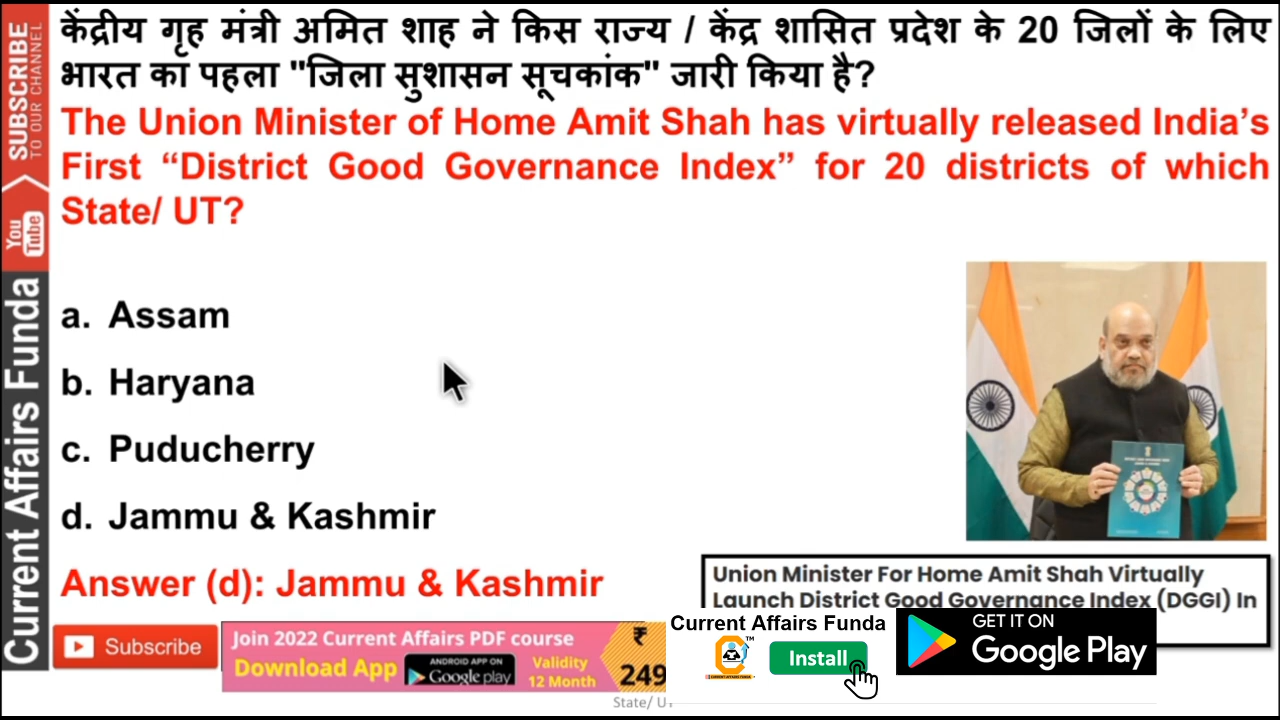 केंद्रीय गृह मंत्री अमित शाह ने किस राज्य / केंद्र शासित प्रदेश के 20 जिलों के लिए
भारत का पहला "जिला सुशासन सूचकांक" जारी किया है?
The Union Minister of Home Amit Shah has virtually released India’s
First “District Good Governance Index” for 20 districts of which
State/ UT?
a. Assam
b. Haryana
c. Puducherry
d. Jammu & Kashmir
Answer (d): Jammu & Kashmir
Union Minister For Home Amit Shah Virtually
Launch District Good Governance Index (DGGI) In
SUBSCRIBE
TO OUR CHANNEL
You
Tube
Current Affairs Funda
Subscribe
Join 2022 Current Affairs PDF course
Download App
ANDROID APP ON
Google play
Validity
12 Month
₹
249
Current Affairs Funda
TM
Install
GET IT ON
Google Play
State/